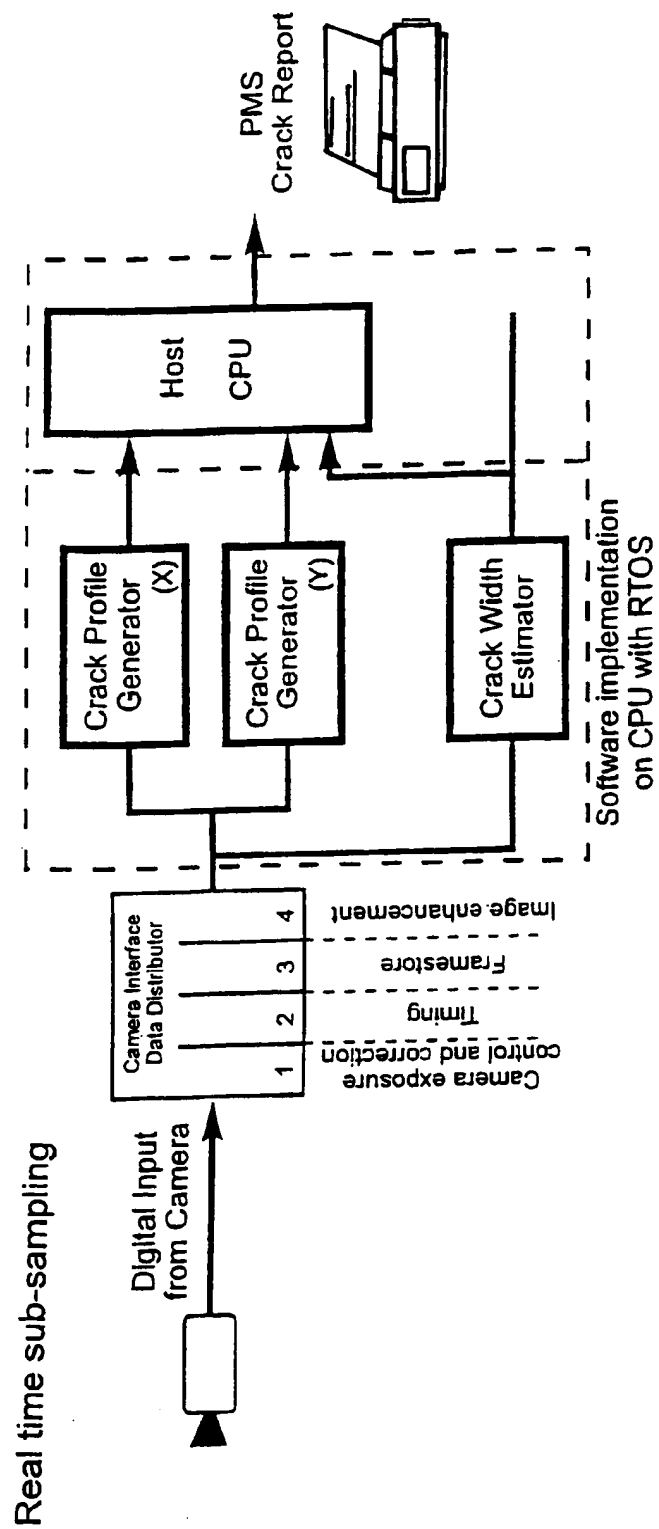 Real time sub-sampling
Digital Input
from Camera
Camera Interface
Data Distributor
1 2 3 4
Camera exposure
control and correction
Timing
Framestore
Image enhancement
Crack Profile
Generator
(X)
Crack Profile
Generator
(Y)
Crack Width
Estimator
Software implementation
on CPU with RTOS
Host
CPU
PMS
Crack Report